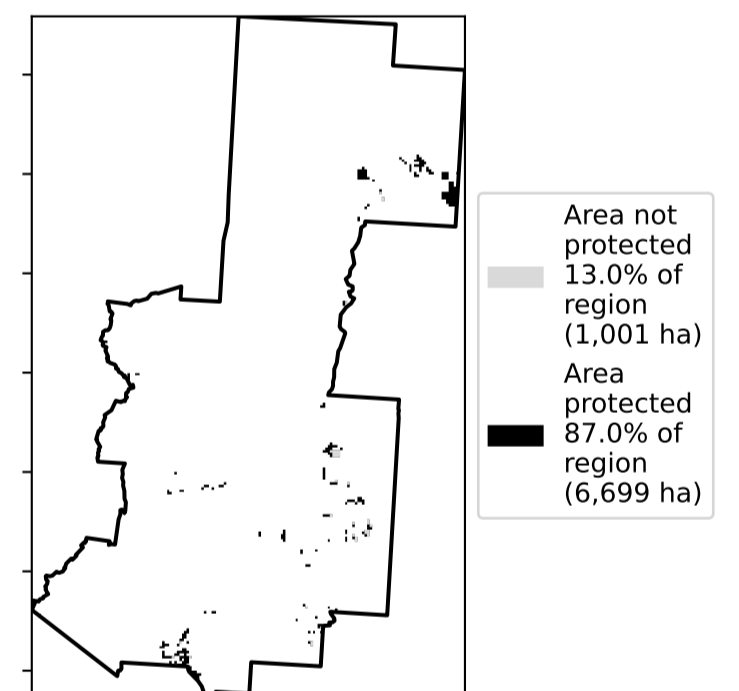 Area not
protected
13.0% of
region
(1,001 ha)
Area
protected
87.0% of
region
(6,699 ha)